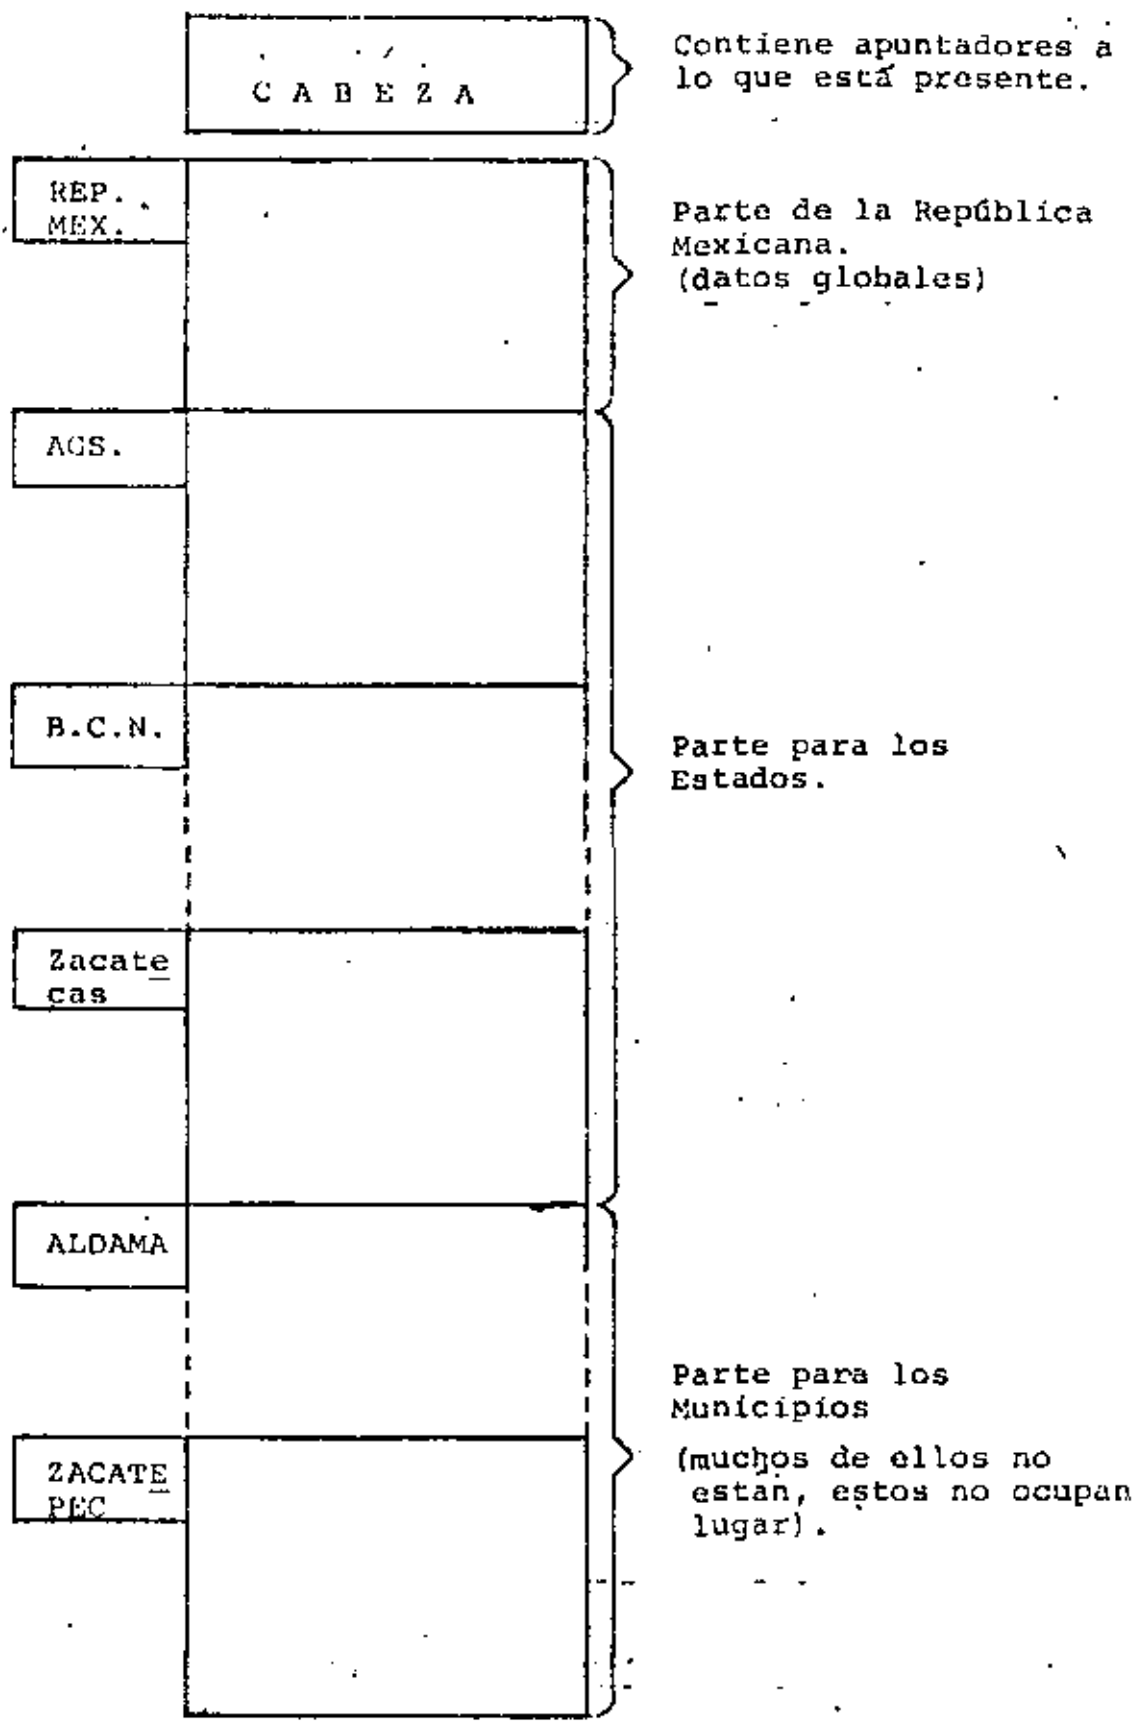 C A B E Z A
Contiene apuntadores a
lo que está presente.
REP.
MEX.
Parte de la República
Mexicana.
(datos globales)
AGS.
B.C.N.
Parte para los
Estados.
Zacate
cas
ALDAMA
Parte para los
Municipios
(muchos de ellos no
están, estos no ocupan
lugar).
ZACATE
PEC